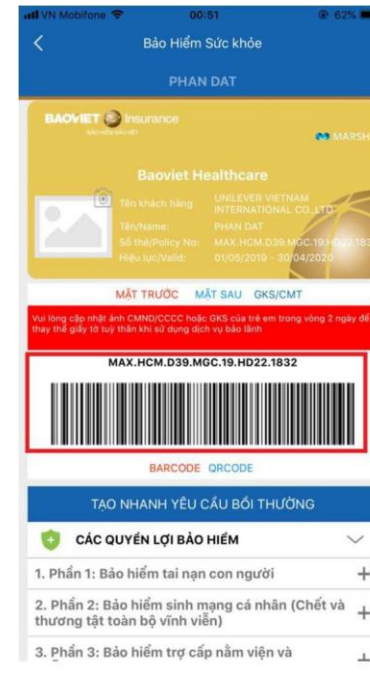 VN Mobifone 00:51 62%
Bảo Hiểm Sức khỏe
PHAN DAT
BAOVIET Insurance
MARSH
Baoviet Healthcare
Tên khách hàng UNILEVER VIETNAM INTERNATIONAL CO.,LTD
Tên/Name: PHAN DAT
Số thẻ/Policy No: MAX.HCM.D39.MGC.19.HD22.183
Hiệu lực/Valid: 01/05/2019 - 30/04/2020
MẶT TRƯỚC MẶT SAU GKS/CMT
Vui lòng cập nhật ảnh CMND/CCCC hoặc GKS của trẻ em trong vòng 2 ngày để
thay thế giấy tờ tuỳ thân khi sử dụng dịch vụ bảo lãnh
MAX.HCM.D39.MGC.19.HD22.1832
BARCODE QRCODE
TẠO NHANH YÊU CẦU BỒI THƯỜNG
CÁC QUYỀN LỢI BẢO HIỂM
1. Phần 1: Bảo hiểm tai nạn con người
2. Phần 2: Bảo hiểm sinh mạng cá nhân (Chết và
thương tật toàn bộ vĩnh viễn)
3. Phần 3: Bảo hiểm trợ cấp nằm viện và